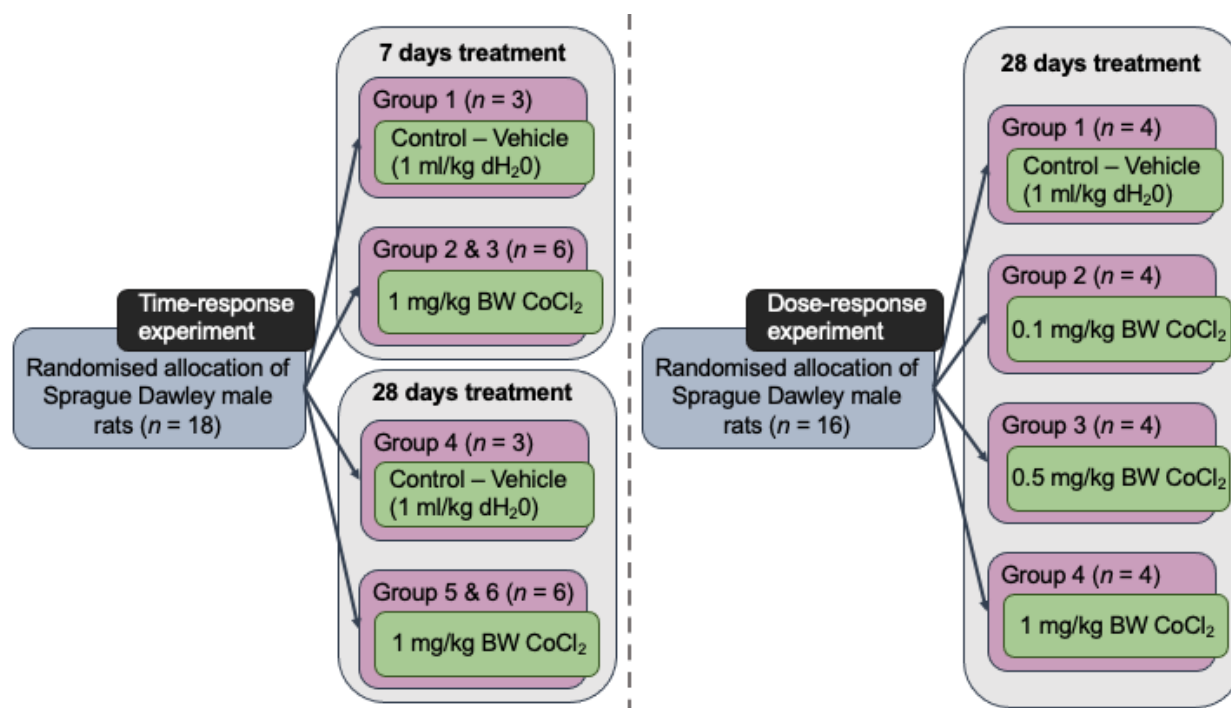 Time-response
experiment
Randomised allocation of
Sprague Dawley male
rats (n = 18)
7 days treatment
Group 1 (n = 3)
Control – Vehicle
(1 ml/kg dH₂0)
Group 2 & 3 (n = 6)
1 mg/kg BW CoCl₂
28 days treatment
Group 4 (n = 3)
Control – Vehicle
(1 ml/kg dH₂0)
Group 5 & 6 (n = 6)
1 mg/kg BW CoCl₂
Dose-response
experiment
Randomised allocation of
Sprague Dawley male
rats (n = 16)
28 days treatment
Group 1 (n = 4)
Control – Vehicle
(1 ml/kg dH₂0)
Group 2 (n = 4)
0.1 mg/kg BW CoCl₂
Group 3 (n = 4)
0.5 mg/kg BW CoCl₂
Group 4 (n = 4)
1 mg/kg BW CoCl₂